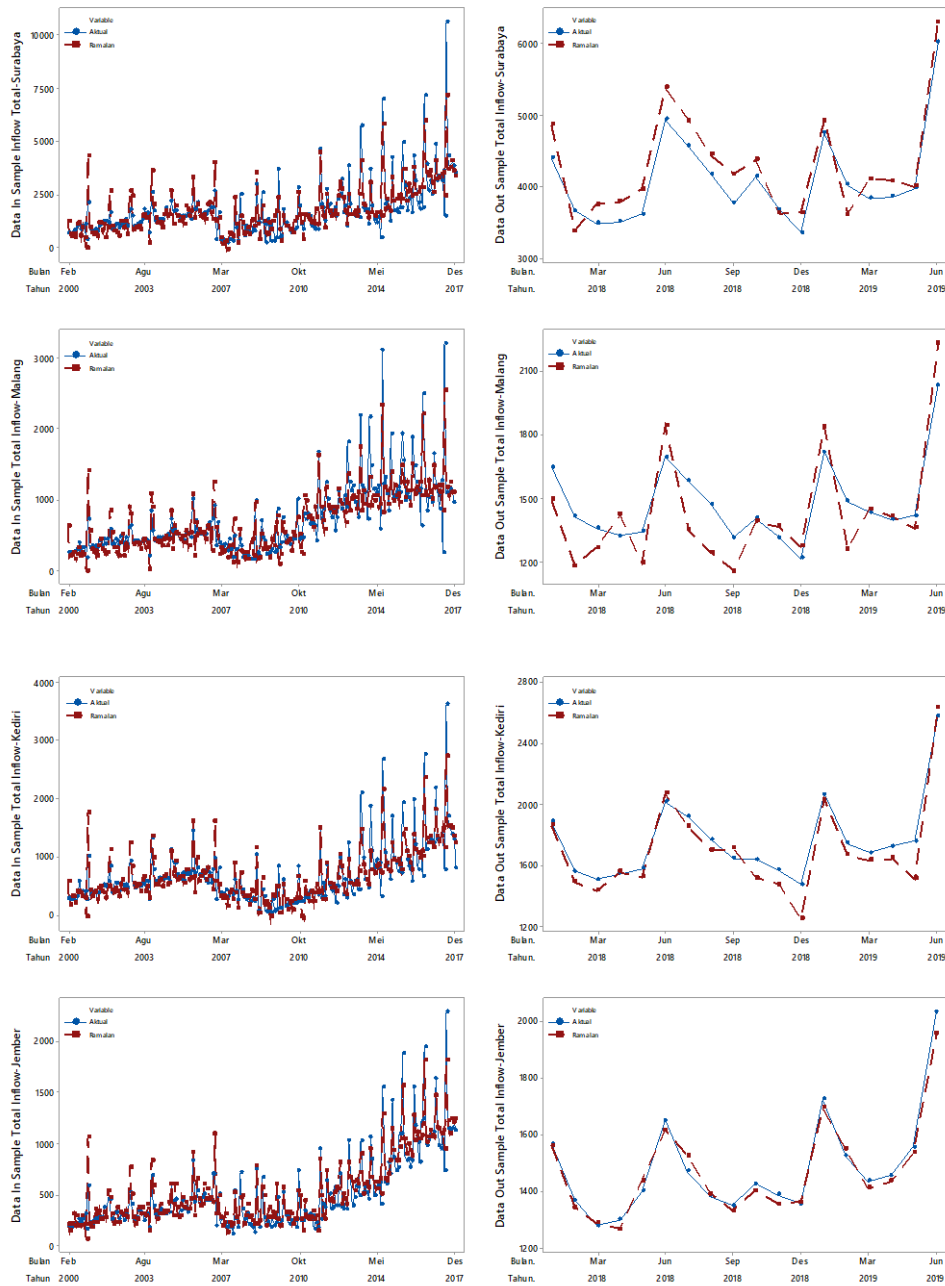 Data In Sample Inflow Total-Surabaya
Variable
Aktual
Ramalan
10000
7500
5000
2500
0
Bulan Feb Agu Mar Okt Mei Des
Tahun 2000 2003 2007 2010 2014 2017
Data Out Sample Total Inflow-Surabaya
Variable
Aktual
Ramalan
6000
5000
4000
3000
Bulan. Mar Jun Sep Des Mar Jun
Tahun. 2018 2018 2018 2018 2019 2019
Data In Sample Total Inflow-Malang
Variable
Aktual
Ramalan
3000
2000
1000
0
Bulan Feb Agu Mar Okt Mei Des
Tahun 2000 2003 2007 2010 2014 2017
Data Out Sample Total Inflow-Malang
Variable
Aktual
Ramalan
2100
1800
1500
1200
Bulan. Mar Jun Sep Des Mar Jun
Tahun. 2018 2018 2018 2018 2019 2019
Data In Sample Total Inflow-Kediri
Variable
Aktual
Ramalan
4000
3000
2000
1000
0
Bulan Feb Agu Mar Okt Mei Des
Tahun 2000 2003 2007 2010 2014 2017
Data Out Sample Total Inflow-Kediri
Variable
Aktual
Ramalan
2800
2400
2000
1600
1200
Bulan. Mar Jun Sep Des Mar Jun
Tahun. 2018 2018 2018 2018 2019 2019
Data In Sample Total Inflow-Jember
Variable
Aktual
Ramalan
2000
1500
1000
500
0
Bulan Feb Agu Mar Okt Mei Des
Tahun 2000 2003 2007 2010 2014 2017
Data Out Sample Total Inflow-Jember
Variable
Aktual
Ramalan
2000
1800
1600
1400
1200
Bulan. Mar Jun Sep Des Mar Jun
Tahun. 2018 2018 2018 2018 2019 2019